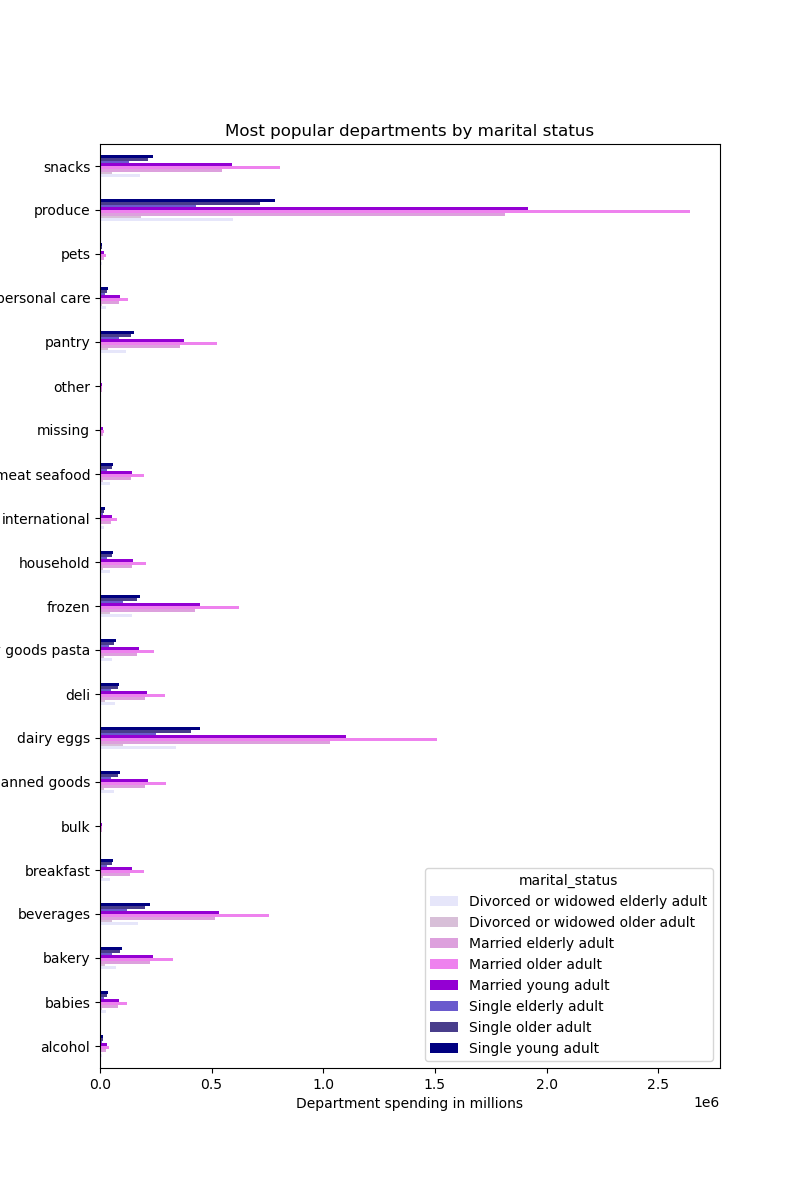 Most popular departments by marital status
snacks
produce
pets
personal care
pantry
other
missing
meat seafood
international
household
frozen
goods pasta
deli
dairy eggs
anned goods
bulk
breakfast
beverages
bakery
babies
alcohol
marital_status
Divorced or widowed elderly adult
Divorced or widowed older adult
Married elderly adult
Married older adult
Married young adult
Single elderly adult
Single older adult
Single young adult
0.0 0.5 1.0 1.5 2.0 2.5
Department spending in millions
1e6